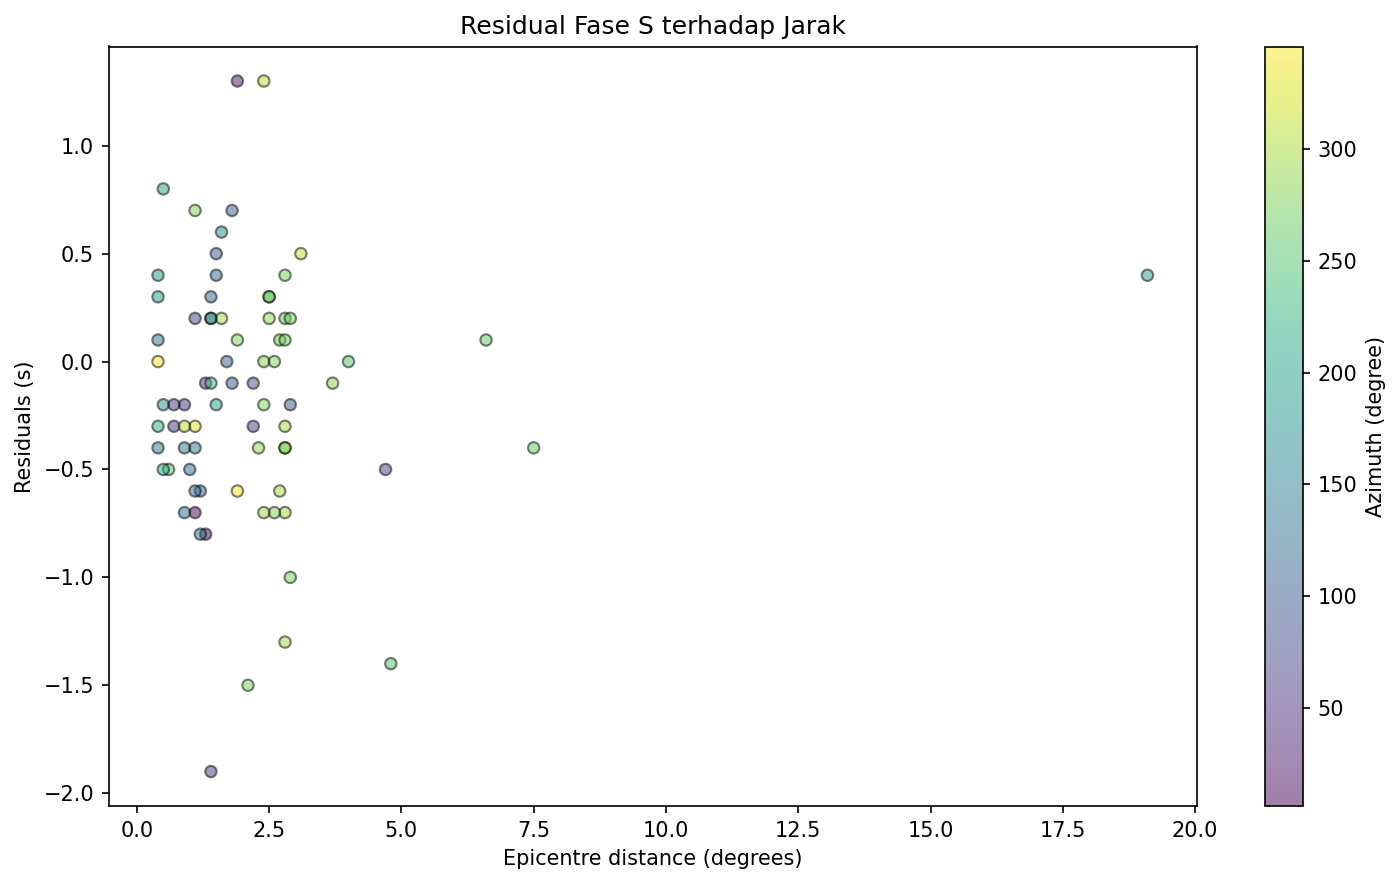 Residual Fase S terhadap Jarak
Residuals (s)
1.0
0.5
0.0
−0.5
−1.0
−1.5
−2.0
0.0 2.5 5.0 7.5 10.0 12.5 15.0 17.5 20.0
Epicentre distance (degrees)
300
250
200
150
100
50
Azimuth (degree)